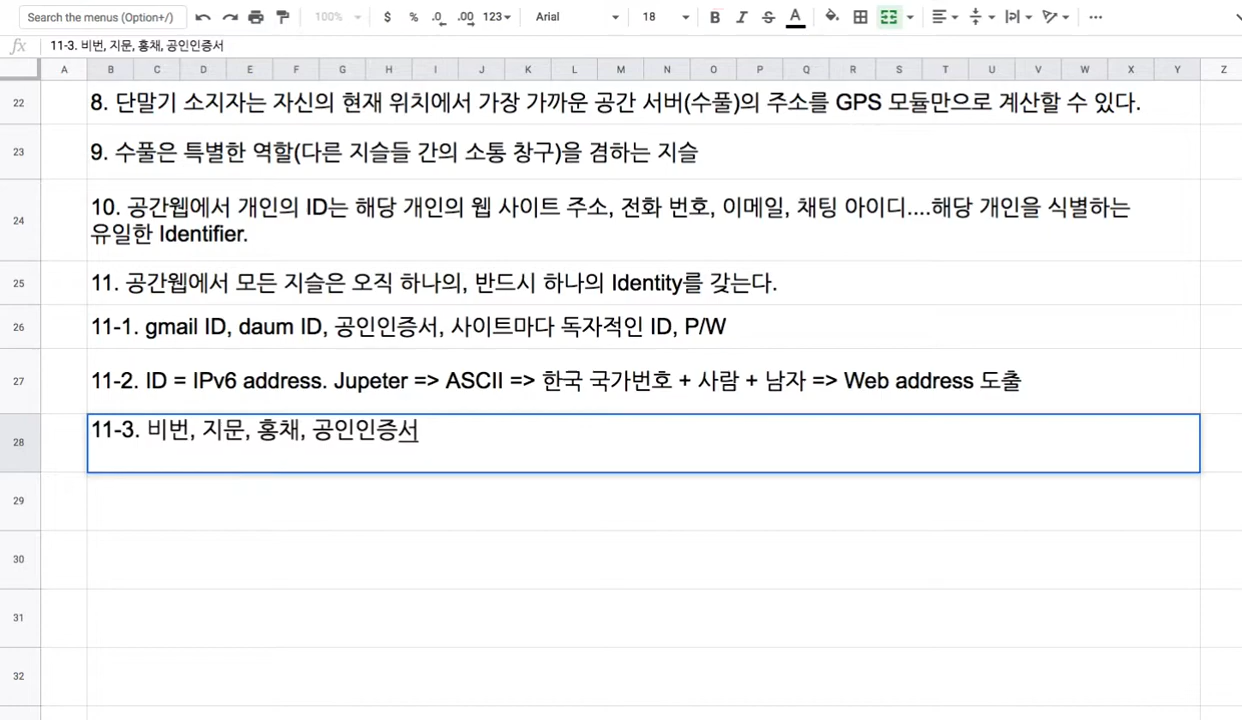 Search the menus (Option+/) 100% $ % .0 .00 123 Arial 18 B I S A
fx 11-3. 비번, 지문, 홍채, 공인인증서
A B C D E F G H I J K L M N O P Q R S T U V W X Y Z
22 8. 단말기 소지자는 자신의 현재 위치에서 가장 가까운 공간 서버(수풀)의 주소를 GPS 모듈만으로 계산할 수 있다.
23 9. 수풀은 특별한 역할(다른 지슬들 간의 소통 창구)을 겸하는 지슬
24 10. 공간웹에서 개인의 ID는 해당 개인의 웹 사이트 주소, 전화 번호, 이메일, 채팅 아이디....해당 개인을 식별하는
유일한 Identifier.
25 11. 공간웹에서 모든 지슬은 오직 하나의, 반드시 하나의 Identity를 갖는다.
26 11-1. gmail ID, daum ID, 공인인증서, 사이트마다 독자적인 ID, P/W
27 11-2. ID = IPv6 address. Jupeter => ASCII => 한국 국가번호 + 사람 + 남자 => Web address 도출
28 11-3. 비번, 지문, 홍채, 공인인증서
29
30
31
32